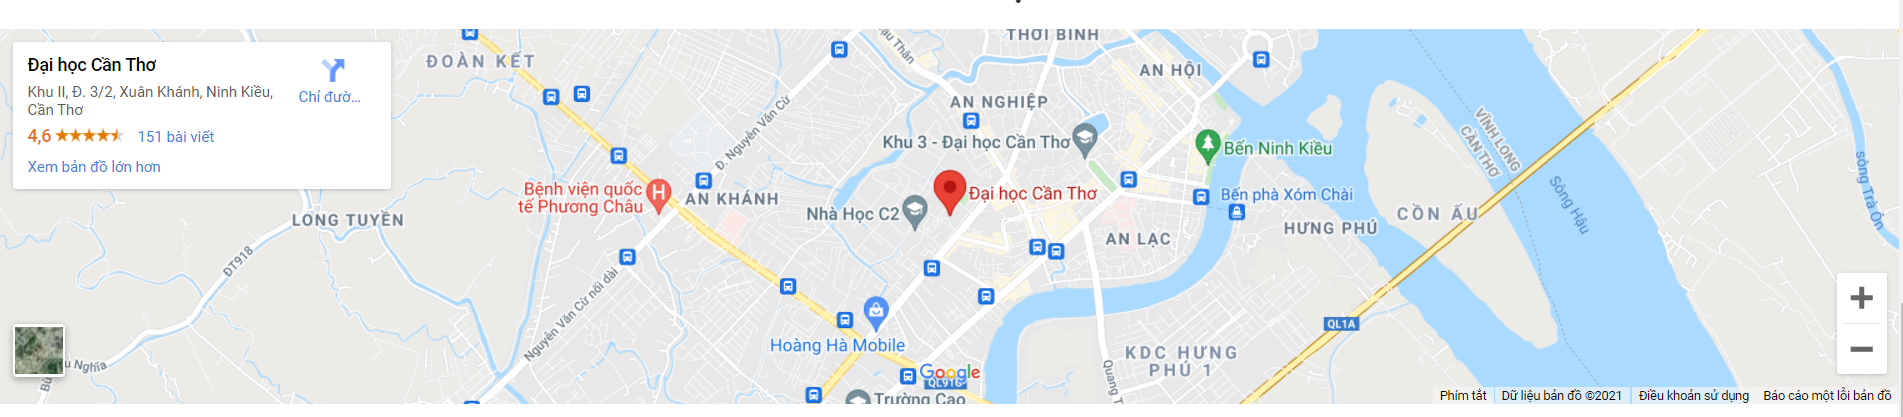 Đại học Cần Thơ
Khu II, Đ. 3/2, Xuân Khánh, Ninh Kiều,
Cần Thơ
Chỉ đườ...
4,6
151 bài viết
Xem bản đồ lớn hơn
ĐOÀN KẾT
THỚI BÌNH
AN HỘI
AN NGHIỆP
Khu 3 - Đại học Cần Thơ
Bến Ninh Kiều
Đ. Nguyễn Văn Cừ
Bệnh viện quốc
tế Phương Châu
H
AN KHÁNH
Đại học Cần Thơ
Nhà Học C2
Bến phà Xóm Chài
LONG TUYỀN
HƯNG PHÚ
CỒN ẤU
AN LẠC
VĨNH LONG
CẦN THƠ
Sông Hậu
sông Trà Ôn
ĐT918
Nguyễn Văn Cừ nối dài
QL1A
Hoàng Hà Mobile
KDC HƯNG
PHÚ 1
Nghĩa
Google
QL91C
Trường Cao
Quang T
Phím tắt
Dữ liệu bản đồ ©2021
Điều khoản sử dụng
Báo cáo một lỗi bản đồ